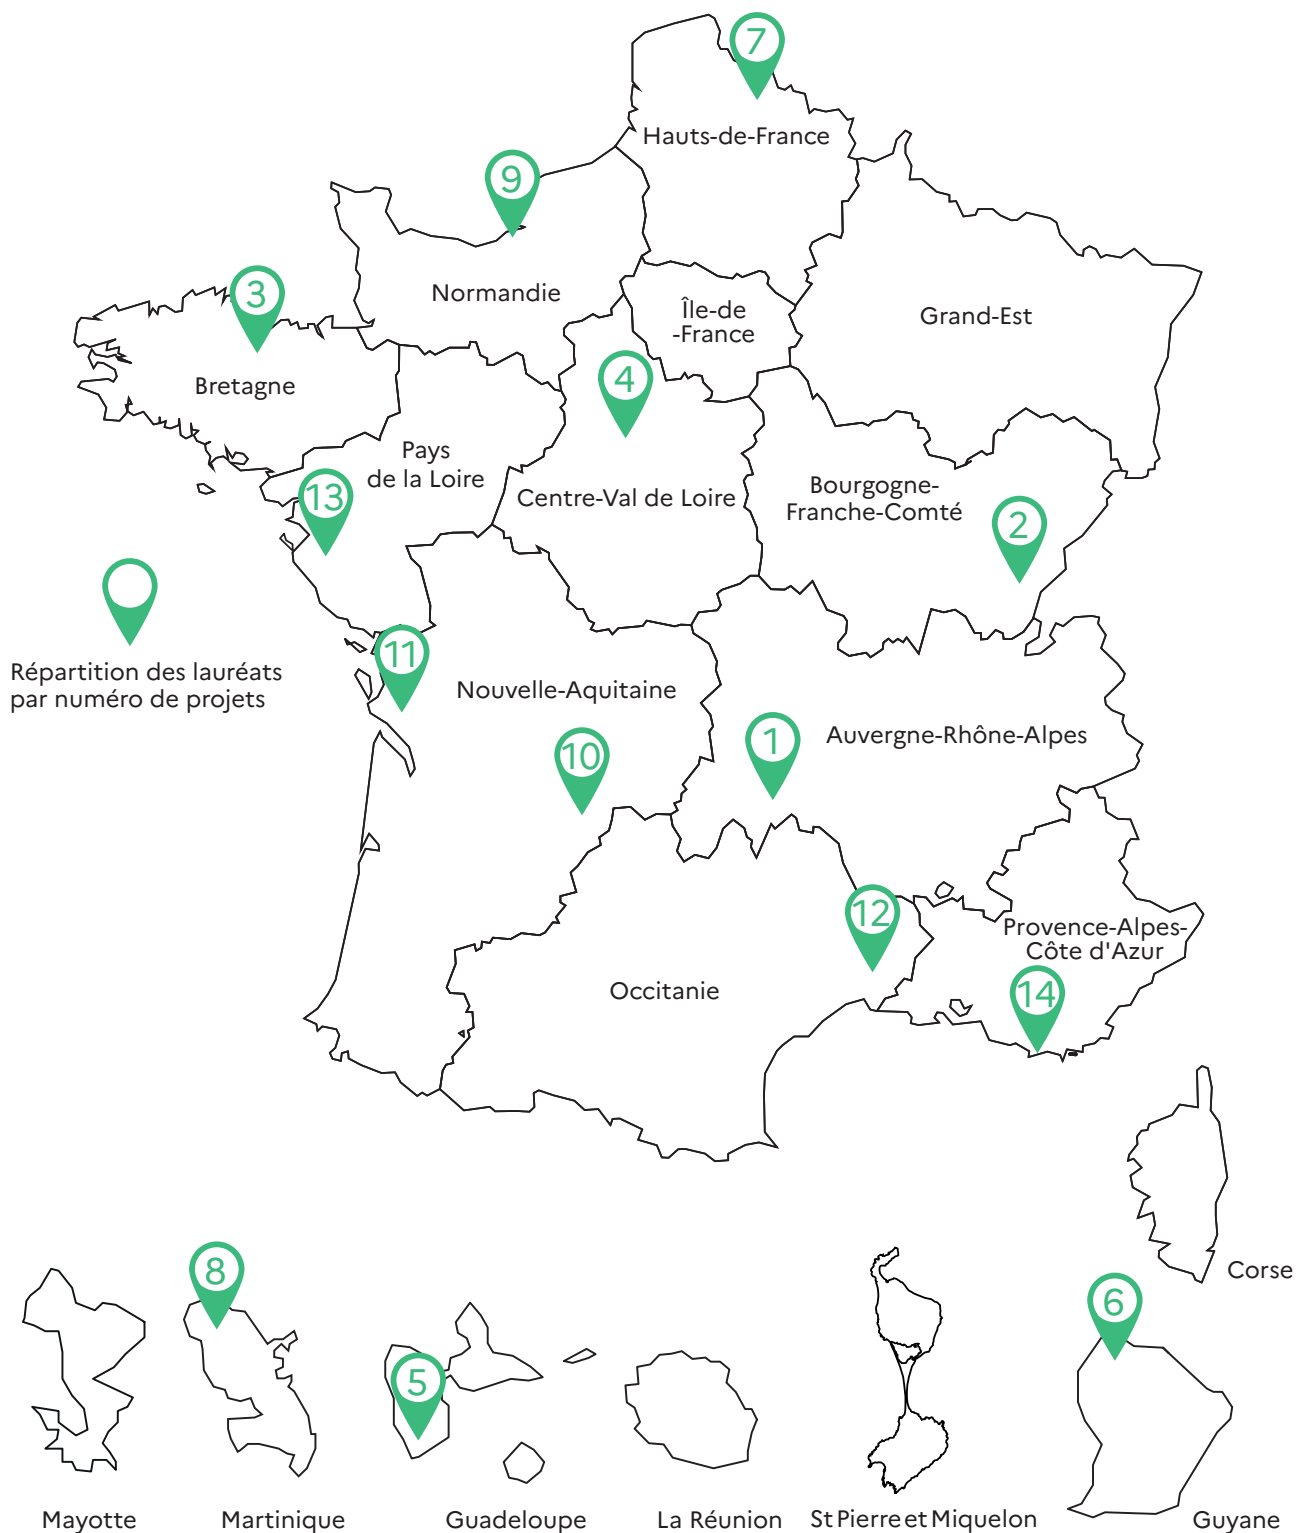 7
Hauts-de-France
9
3
Normandie
Île-de
-France
Grand-Est
4
Bretagne
Pays
de la Loire
13
Centre-Val de Loire
Bourgogne-
Franche-Comté
2
Répartition des lauréats
par numéro de projets
11
Nouvelle-Aquitaine
10
1
Auvergne-Rhône-Alpes
12
Provence-Alpes-
Côte d'Azur
Occitanie
14
Corse
8
6
5
Mayotte
Martinique
Guadeloupe
La Réunion
St Pierre et Miquelon
Guyane